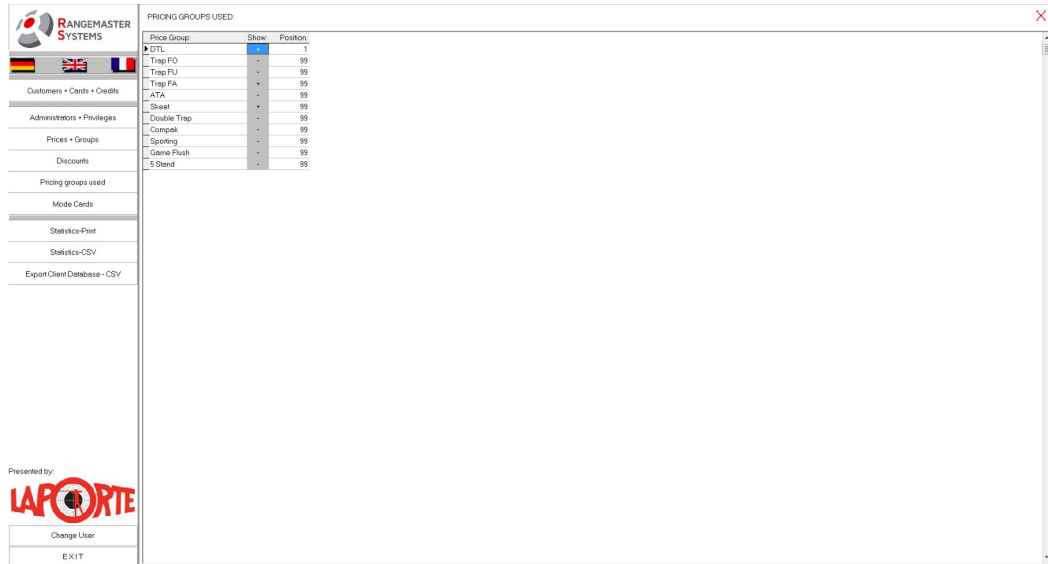 RANGEMASTER
SYSTEMS
Customers + Cards + Credits
Administrators + Privileges
Prices + Groups
Discounts
Pricing groups used
Mode Cards
Statistics-Print
Statistics-CSV
Export Client Database - CSV
Presented by:
LAPORTE
Change User
EXIT
PRICING GROUPS USED:
Price Group: Show: Position:
DTL + 1
Trap FO - 99
Trap FU - 99
Trap FA + 99
ATA - 99
Skeet + 99
Double Trap - 99
Compak - 99
Sporting - 99
Game Flush - 99
5 Stand - 99